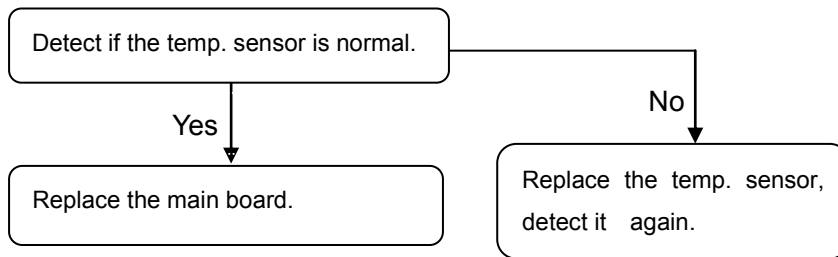 Detect if the temp. sensor is normal.
Yes
No
Replace the main board.
Replace the temp. sensor,
detect it again.